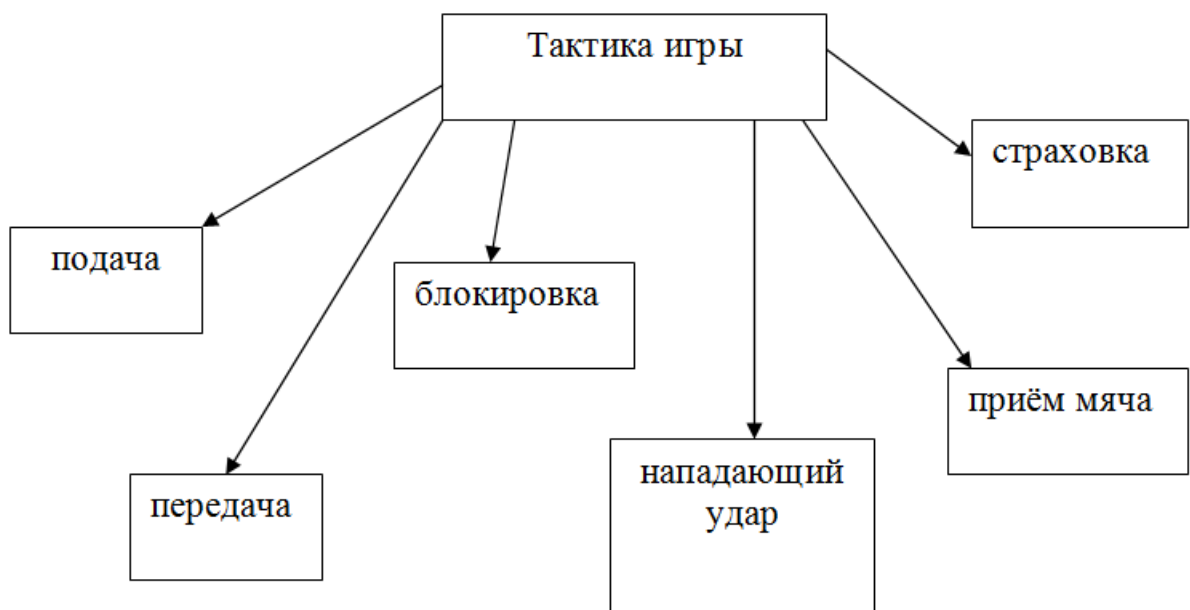 Тактика игры
страховка
подача
блокировка
приём мяча
передача
нападающий
удар